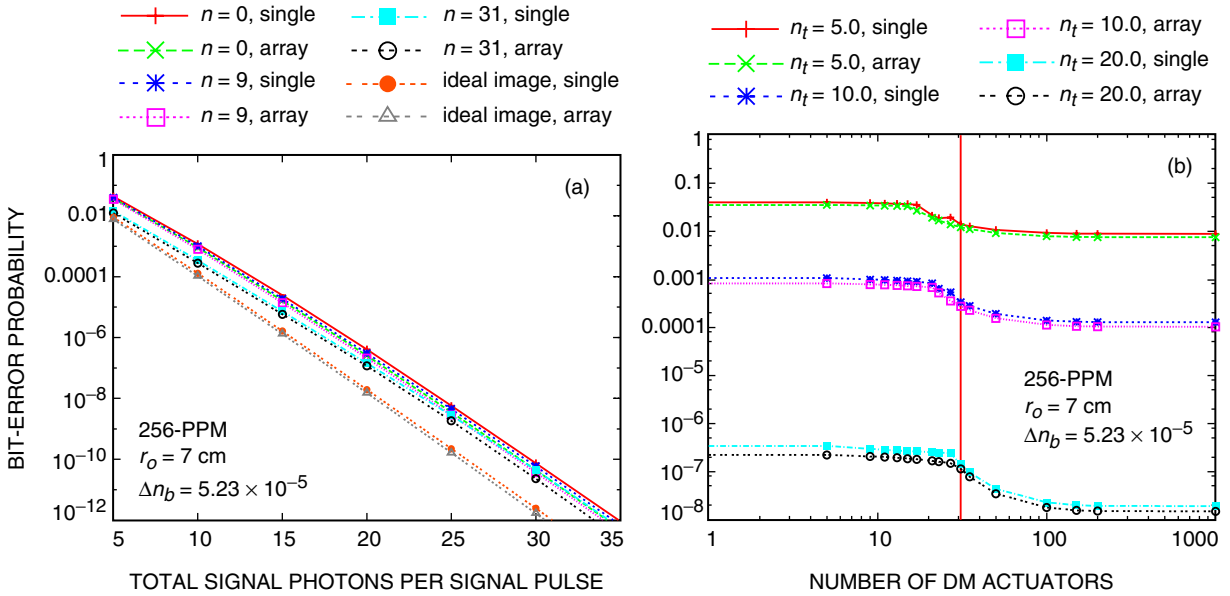 n = 0, single
n = 0, array
n = 9, single
n = 9, array
n = 31, single
n = 31, array
ideal image, single
ideal image, array
n_t = 5.0, single
n_t = 5.0, array
n_t = 10.0, single
n_t = 10.0, array
n_t = 20.0, single
n_t = 20.0, array
BIT-ERROR PROBABILITY
1
0.01
0.0001
10⁻⁶
10⁻⁸
10⁻¹⁰
10⁻¹²
(a)
256-PPM
r_o = 7 cm
Δn_b = 5.23 × 10⁻⁵
5 10 15 20 25 30 35
TOTAL SIGNAL PHOTONS PER SIGNAL PULSE
1
0.1
0.01
0.001
0.0001
10⁻⁵
10⁻⁶
10⁻⁷
10⁻⁸
(b)
256-PPM
r_o = 7 cm
Δn_b = 5.23 × 10⁻⁵
1 10 100 1000
NUMBER OF DM ACTUATORS